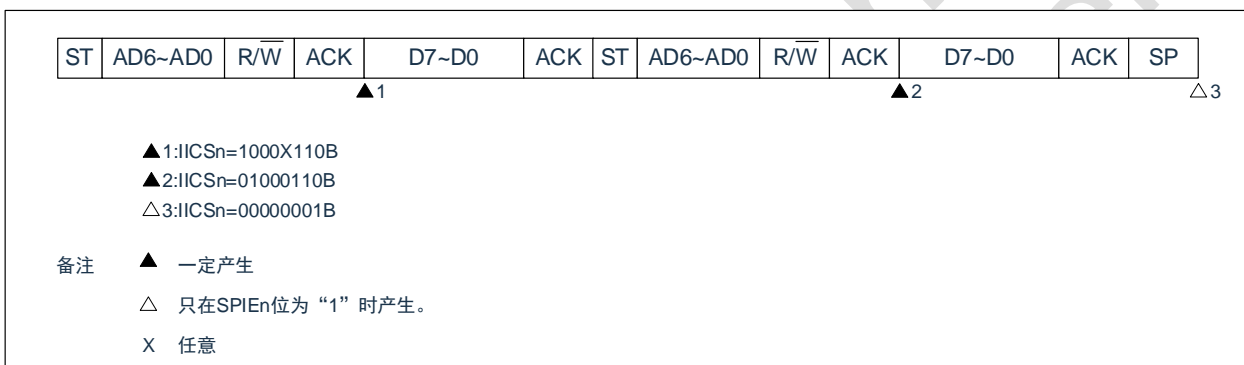 ST AD6~AD0 R/W̅ ACK D7~D0 ACK ST AD6~AD0 R/W̅ ACK D7~D0 ACK SP
▲1 ▲2 △3
▲1:IICSn=1000X110B
▲2:IICSn=01000110B
△3:IICSn=00000001B
备注 ▲ 一定产生
△ 只在SPIEn位为“1”时产生。
X 任意